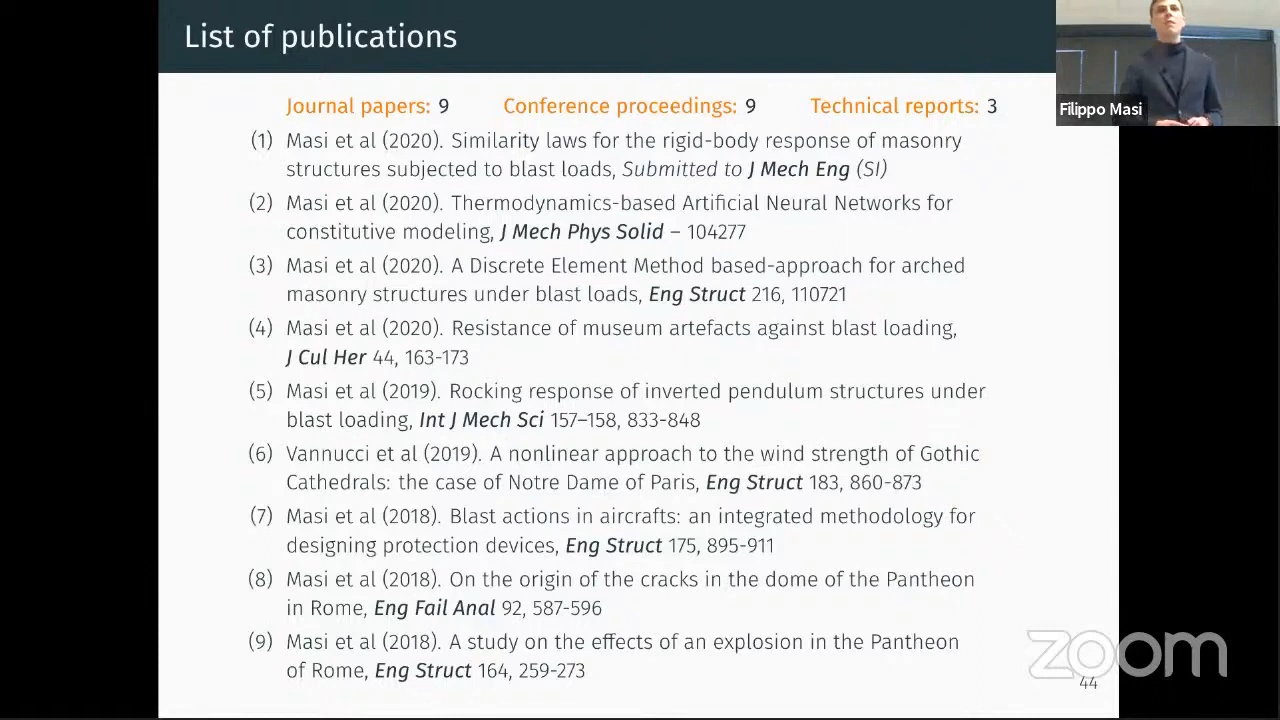 List of publications
Filippo Masi
Journal papers: 9 Conference proceedings: 9 Technical reports: 3
(1) Masi et al (2020). Similarity laws for the rigid-body response of masonry
structures subjected to blast loads, Submitted to J Mech Eng (SI)
(2) Masi et al (2020). Thermodynamics-based Artificial Neural Networks for
constitutive modeling, J Mech Phys Solid – 104277
(3) Masi et al (2020). A Discrete Element Method based-approach for arched
masonry structures under blast loads, Eng Struct 216, 110721
(4) Masi et al (2020). Resistance of museum artefacts against blast loading,
J Cul Her 44, 163-173
(5) Masi et al (2019). Rocking response of inverted pendulum structures under
blast loading, Int J Mech Sci 157–158, 833-848
(6) Vannucci et al (2019). A nonlinear approach to the wind strength of Gothic
Cathedrals: the case of Notre Dame of Paris, Eng Struct 183, 860-873
(7) Masi et al (2018). Blast actions in aircrafts: an integrated methodology for
designing protection devices, Eng Struct 175, 895-911
(8) Masi et al (2018). On the origin of the cracks in the dome of the Pantheon
in Rome, Eng Fail Anal 92, 587-596
(9) Masi et al (2018). A study on the effects of an explosion in the Pantheon
of Rome, Eng Struct 164, 259-273
zoom
44